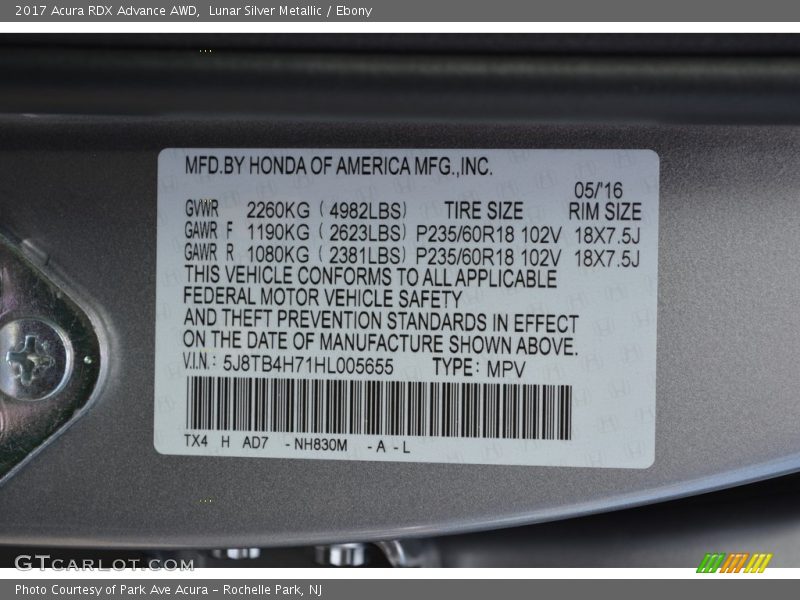 2017 Acura RDX Advance AWD, Lunar Silver Metallic / Ebony
MFD.BY HONDA OF AMERICA MFG.,INC.
05/'16
GVWR 2260KG ( 4982LBS) TIRE SIZE RIM SIZE
GAWR F 1190KG ( 2623LBS) P235/60R18 102V 18X7.5J
GAWR R 1080KG ( 2381LBS) P235/60R18 102V 18X7.5J
THIS VEHICLE CONFORMS TO ALL APPLICABLE
FEDERAL MOTOR VEHICLE SAFETY
AND THEFT PREVENTION STANDARDS IN EFFECT
ON THE DATE OF MANUFACTURE SHOWN ABOVE.
V.I.N.: 5J8TB4H71HL005655 TYPE: MPV
TX4 H AD7 -NH830M -A -L
GTCARLOT.COM
Photo Courtesy of Park Ave Acura - Rochelle Park, NJ